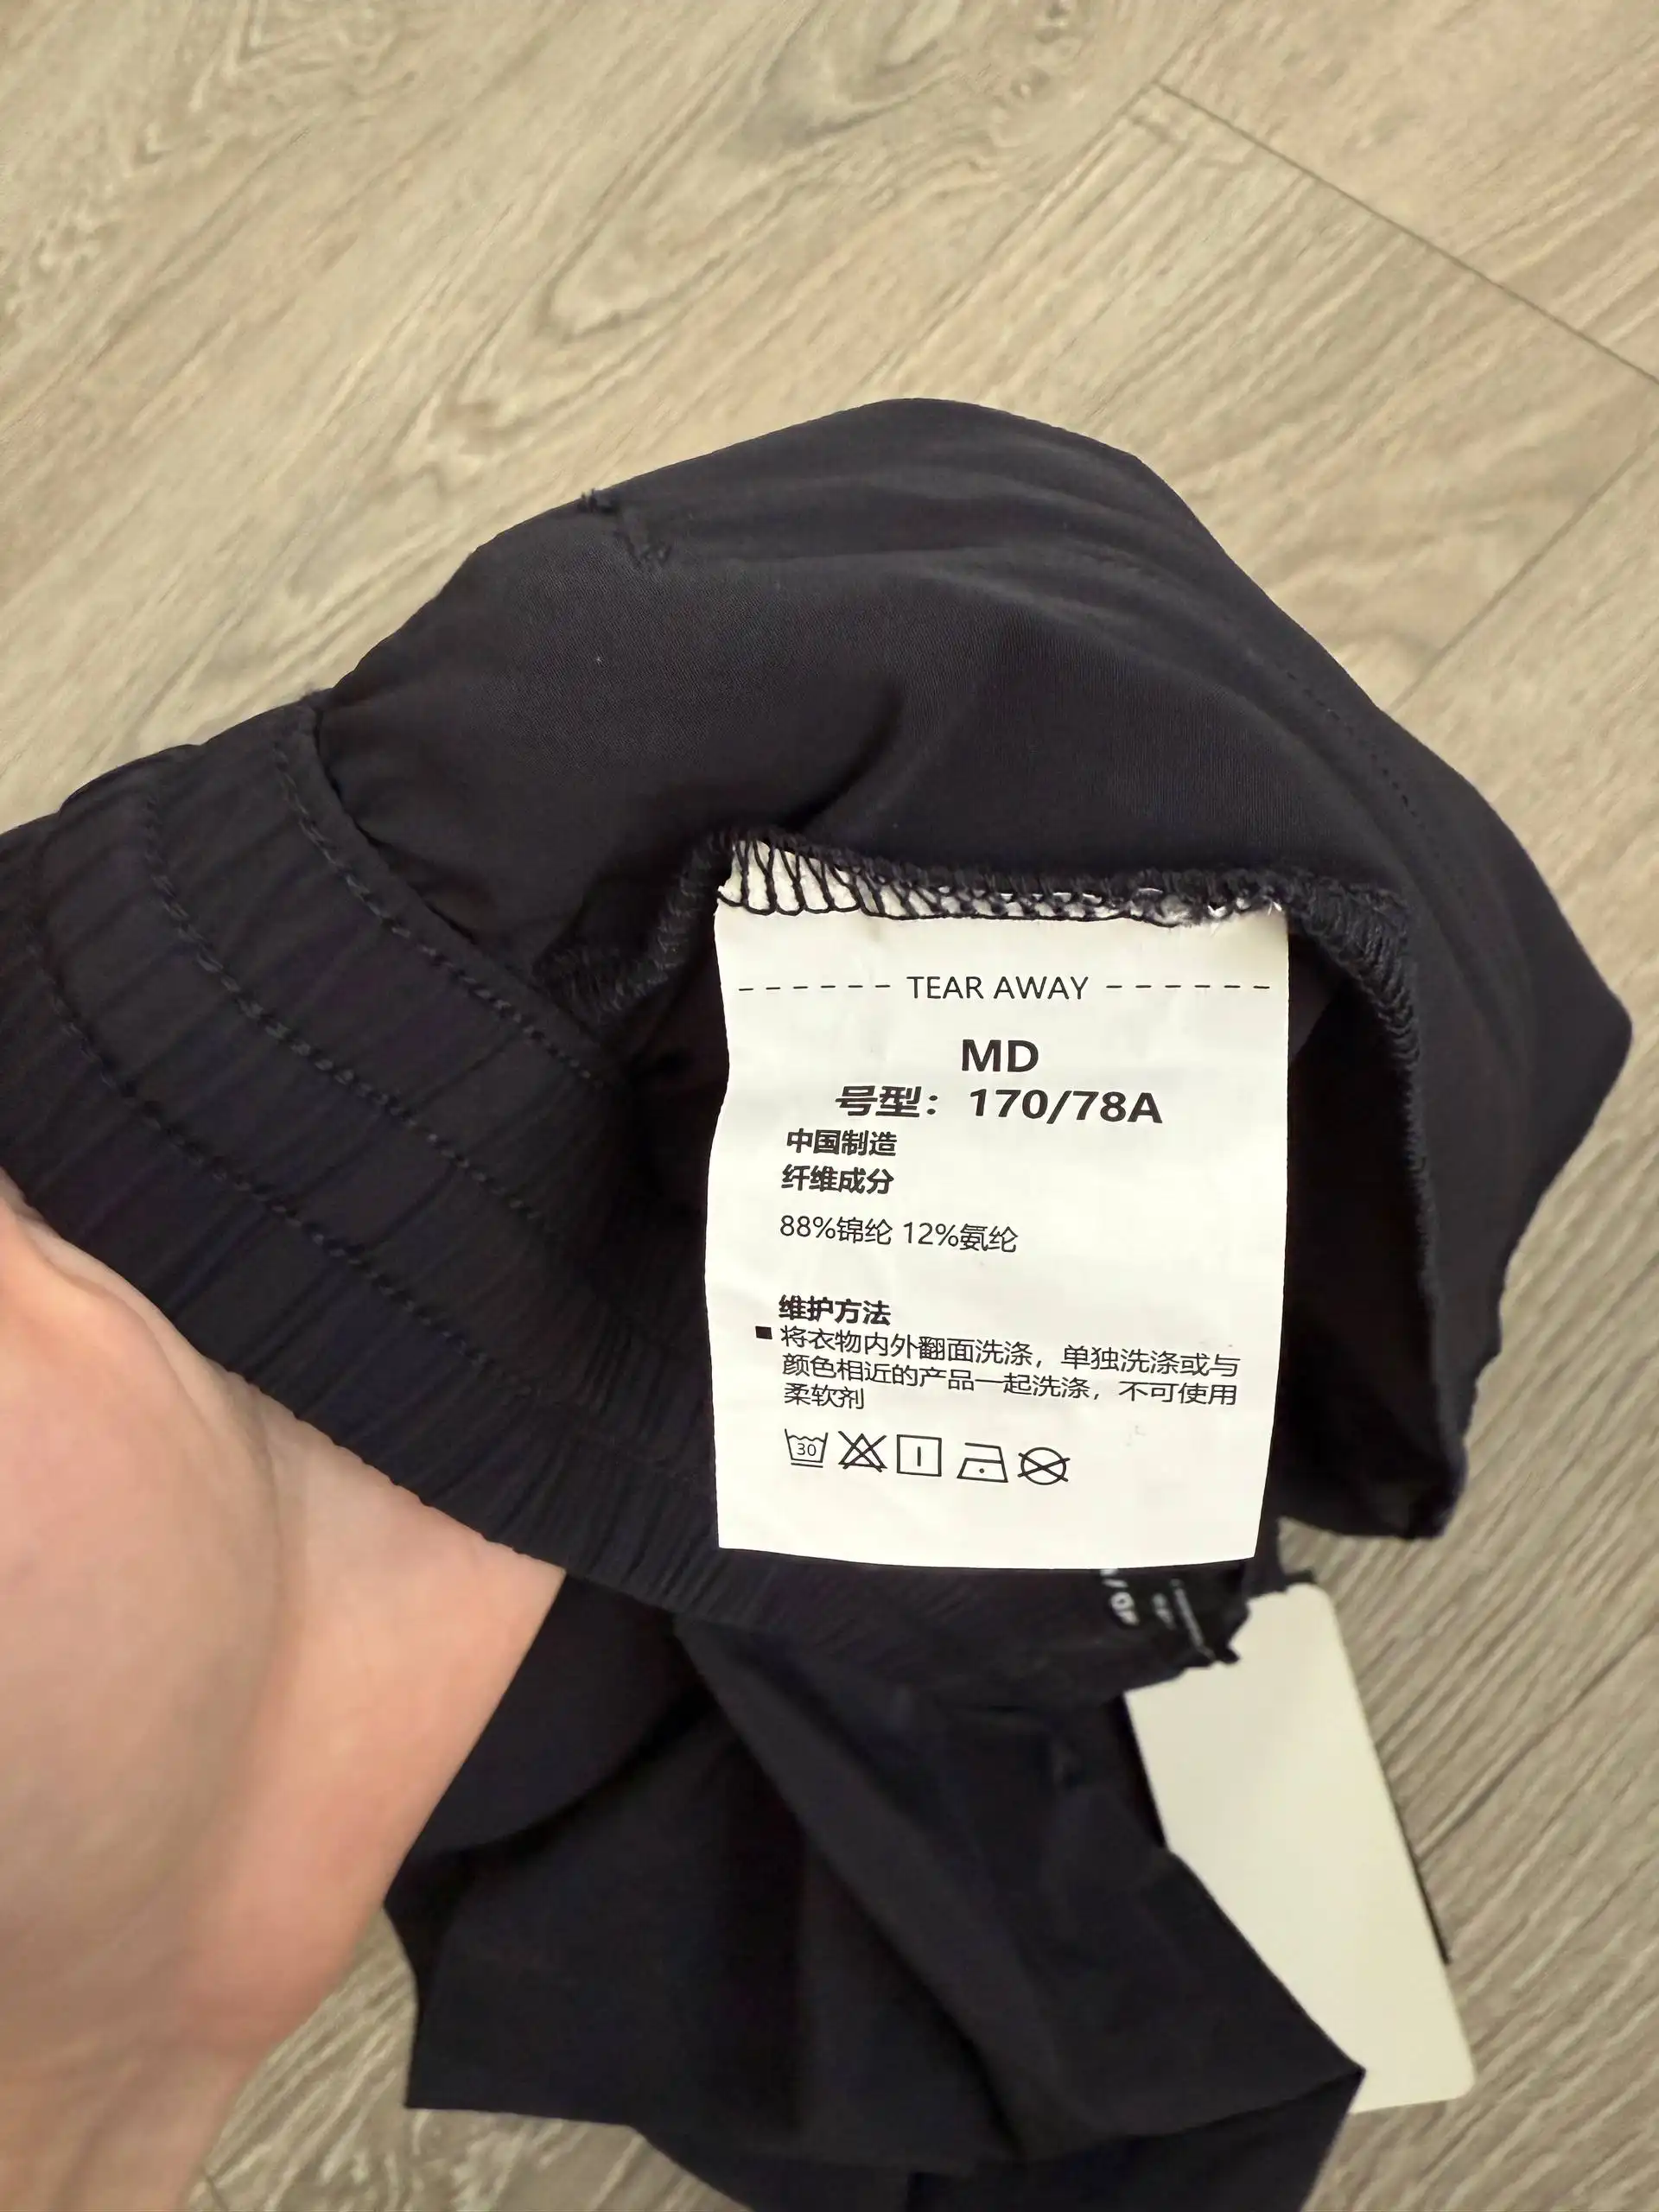 ------ TEAR AWAY ------
MD
号型：170/78A
中国制造
纤维成分
88%锦纶 12%氨纶
维护方法
■ 将衣物内外翻面洗涤，单独洗涤或与
颜色相近的产品一起洗涤，不可使用
柔软剂
30